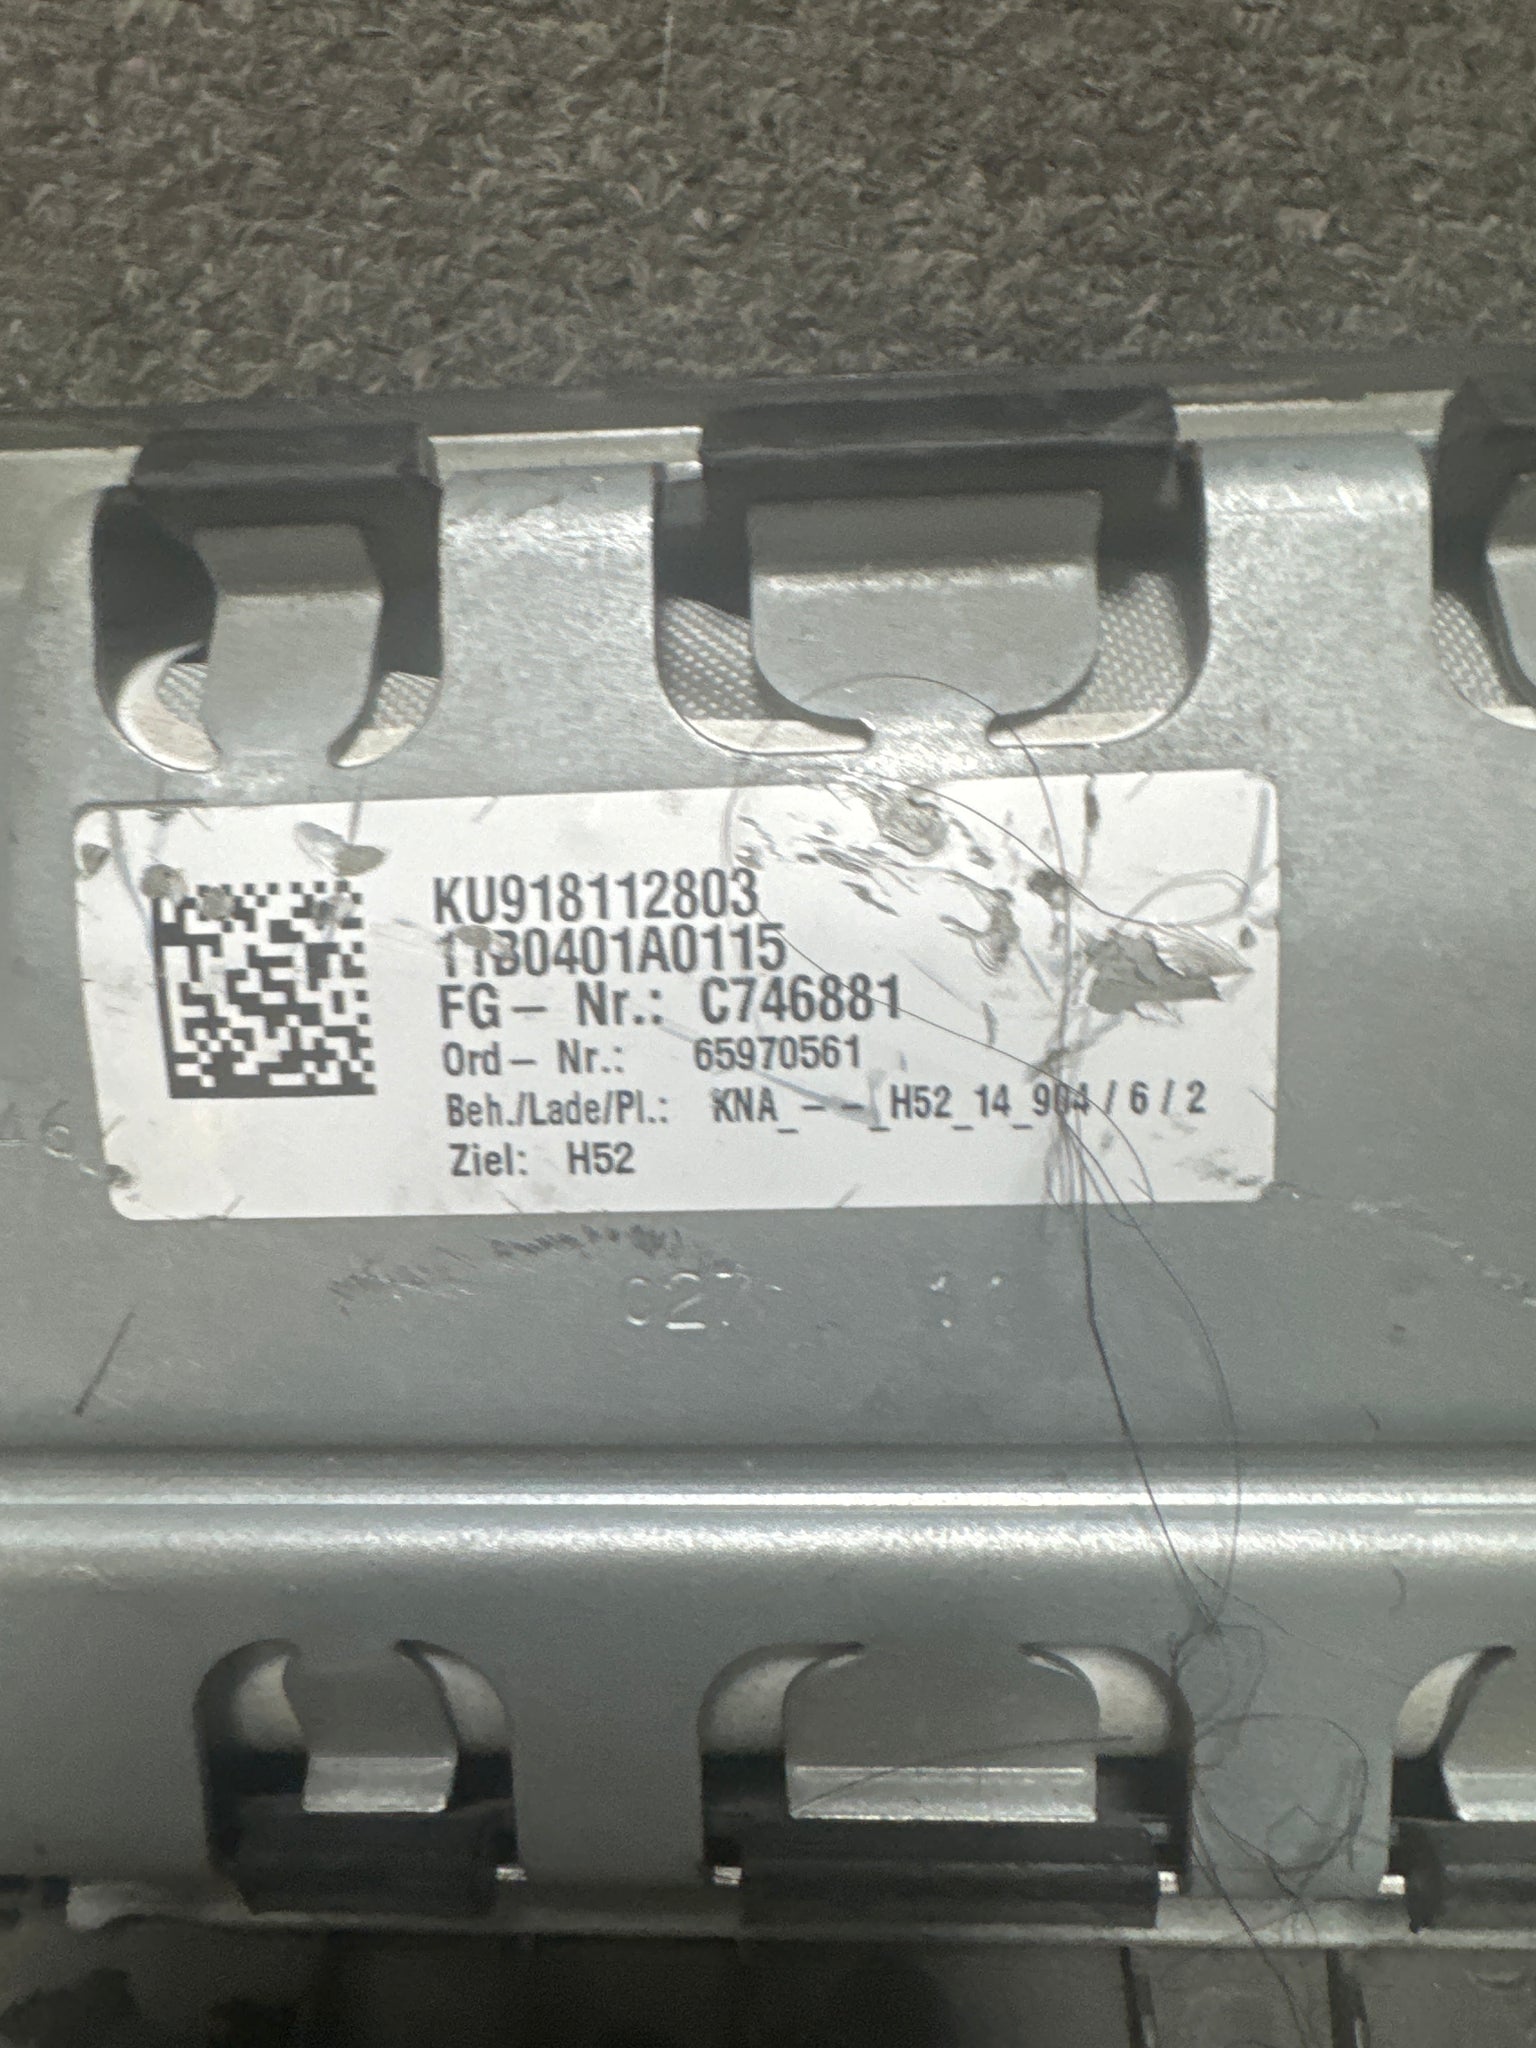 KU918112803
11B0401A0115
FG – Nr.: C746881
Ord – Nr.: 65970561
Beh./Lade/Pl.: KNA_ – –_H52_14_904 / 6 / 2
Ziel: H52